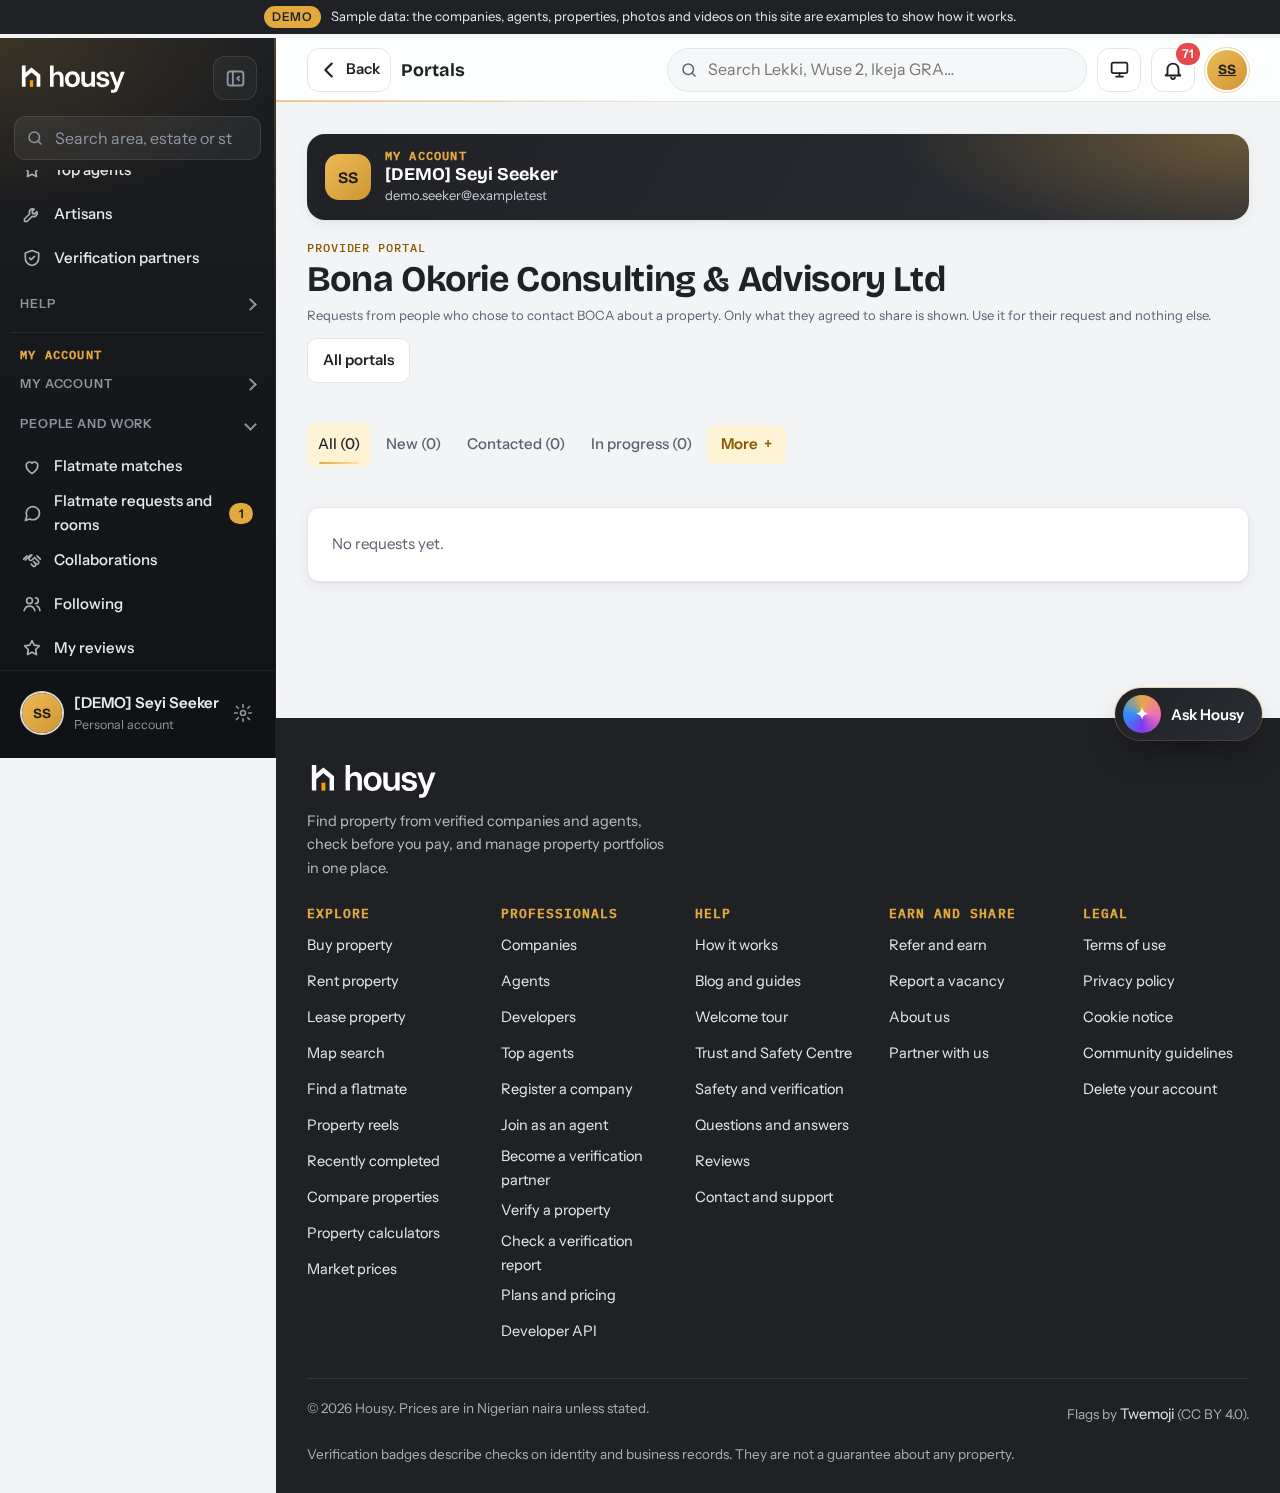 DEMO Sample data: the companies, agents, properties, photos and videos on this site are examples to show how it works.
housy
Search area, estate or st
Top agents
Artisans
Verification partners
HELP
MY ACCOUNT
MY ACCOUNT
PEOPLE AND WORK
Flatmate matches
Flatmate requests and
rooms
1
Collaborations
Following
My reviews
SS
[DEMO] Seyi Seeker
Personal account
Back
Portals
Search Lekki, Wuse 2, Ikeja GRA...
71
SS
SS
MY ACCOUNT
[DEMO] Seyi Seeker
demo.seeker@example.test
PROVIDER PORTAL
Bona Okorie Consulting & Advisory Ltd
Requests from people who chose to contact BOCA about a property. Only what they agreed to share is shown. Use it for their request and nothing else.
All portals
All (0) New (0) Contacted (0) In progress (0) More +
No requests yet.
Ask Housy
housy
Find property from verified companies and agents,
check before you pay, and manage property portfolios
in one place.
EXPLORE
Buy property
Rent property
Lease property
Map search
Find a flatmate
Property reels
Recently completed
Compare properties
Property calculators
Market prices
PROFESSIONALS
Companies
Agents
Developers
Top agents
Register a company
Join as an agent
Become a verification
partner
Verify a property
Check a verification
report
Plans and pricing
Developer API
HELP
How it works
Blog and guides
Welcome tour
Trust and Safety Centre
Safety and verification
Questions and answers
Reviews
Contact and support
EARN AND SHARE
Refer and earn
Report a vacancy
About us
Partner with us
LEGAL
Terms of use
Privacy policy
Cookie notice
Community guidelines
Delete your account
© 2026 Housy. Prices are in Nigerian naira unless stated.
Flags by Twemoji (CC BY 4.0).
Verification badges describe checks on identity and business records. They are not a guarantee about any property.